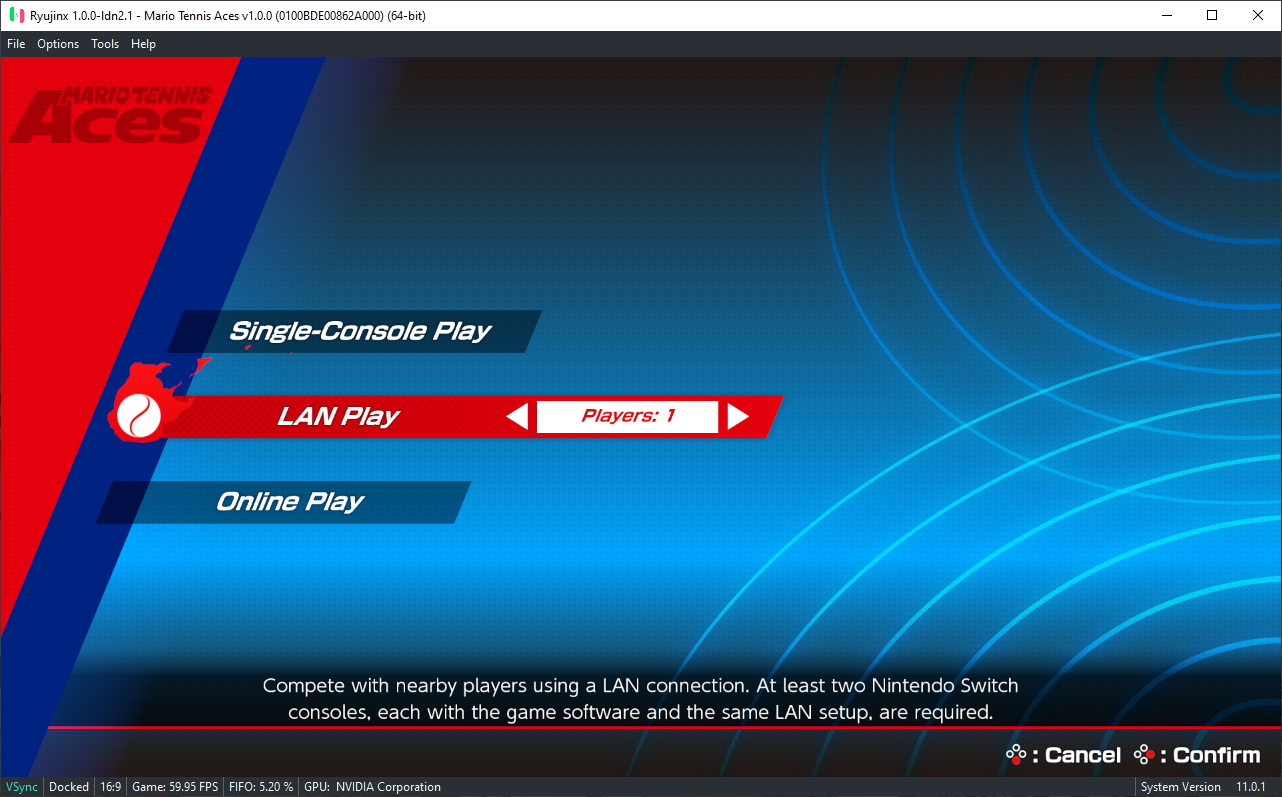 Ryujinx 1.0.0-ldn2.1 - Mario Tennis Aces v1.0.0 (0100BDE00862A000) (64-bit)
File Options Tools Help
MARIO TENNIS
Aces
Single-Console Play
LAN Play Players: 1
Online Play
Compete with nearby players using a LAN connection. At least two Nintendo Switch
consoles, each with the game software and the same LAN setup, are required.
: Cancel : Confirm
VSync Docked 16:9 Game: 59.95 FPS FIFO: 5.20 % GPU: NVIDIA Corporation System Version 11.0.1